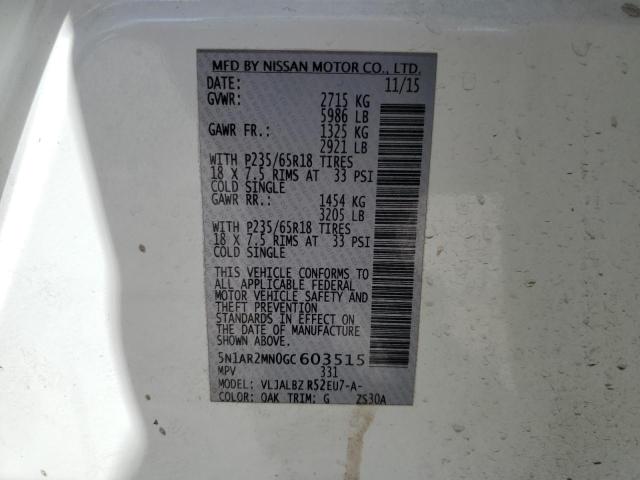 MFD BY NISSAN MOTOR CO., LTD.
DATE: 11/15
GVWR: 2715 KG
5986 LB
GAWR FR.: 1325 KG
2921 LB
WITH P235/65R18 TIRES
18 X 7.5 RIMS AT 33 PSI
COLD SINGLE
GAWR RR.: 1454 KG
3205 LB
WITH P235/65R18 TIRES
18 X 7.5 RIMS AT 33 PSI
COLD SINGLE
THIS VEHICLE CONFORMS TO
ALL APPLICABLE FEDERAL
MOTOR VEHICLE SAFETY AND
THEFT PREVENTION
STANDARDS IN EFFECT ON
THE DATE OF MANUFACTURE
SHOWN ABOVE.
5N1AR2MN0GC603515
MPV 331
MODEL: VLJALBZ R52EU7-A-
COLOR: QAK TRIM: G ZS30A